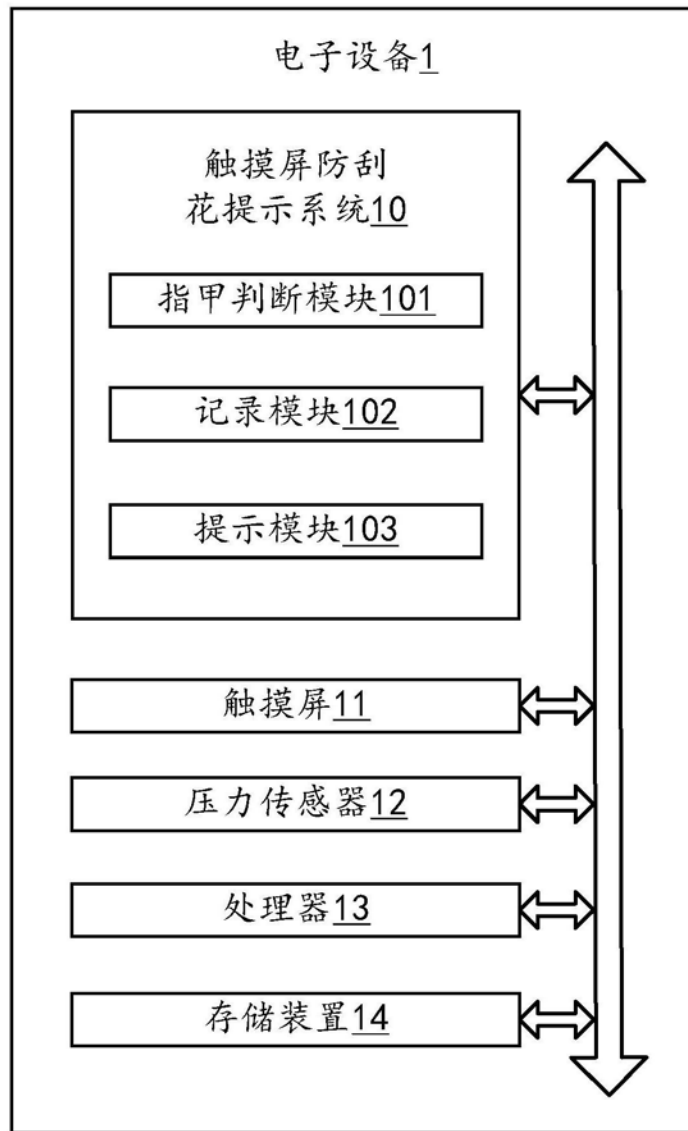 电子设备1
触摸屏防刮
花提示系统10
指甲判断模块101
记录模块102
提示模块103
触摸屏11
压力传感器12
处理器13
存储装置14